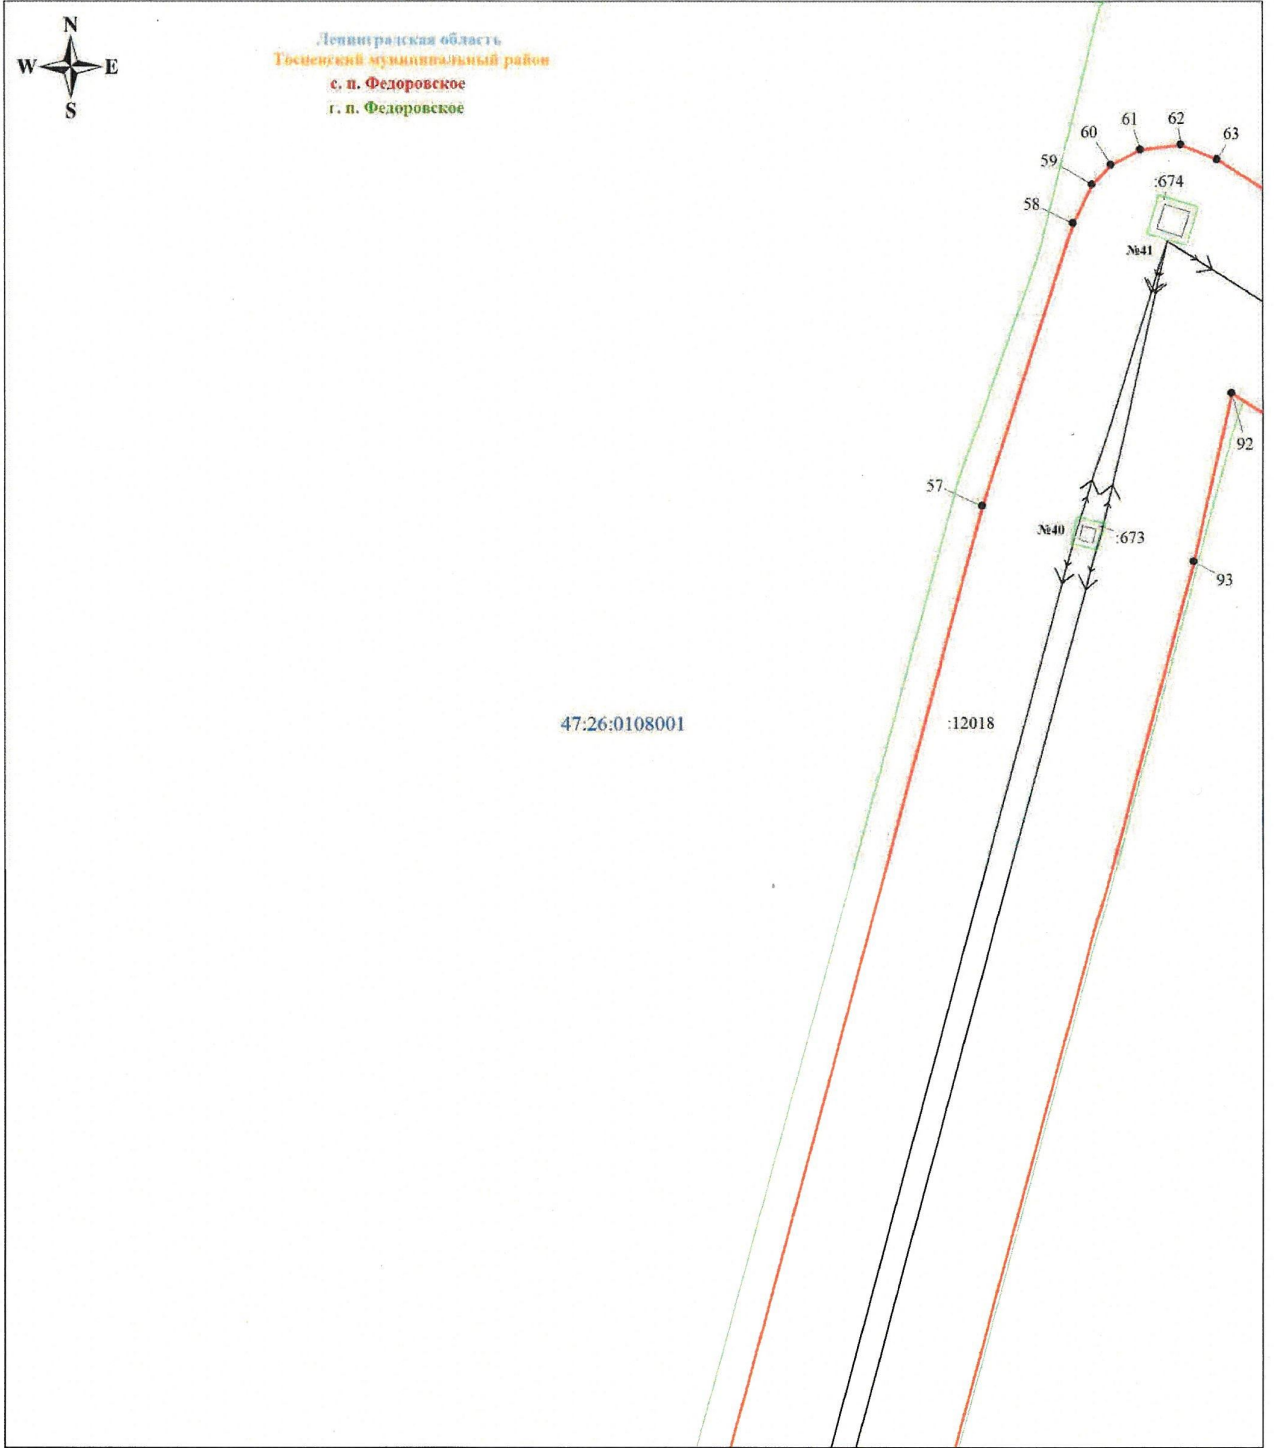 N
W E
S
Ленинградская область
Тосненский муниципальный район
с. п. Федоровское
г. п. Федоровское
61
62
60
63
59
:674
58
№41
92
57
№40
:673
93
47:26:0108001
:12018